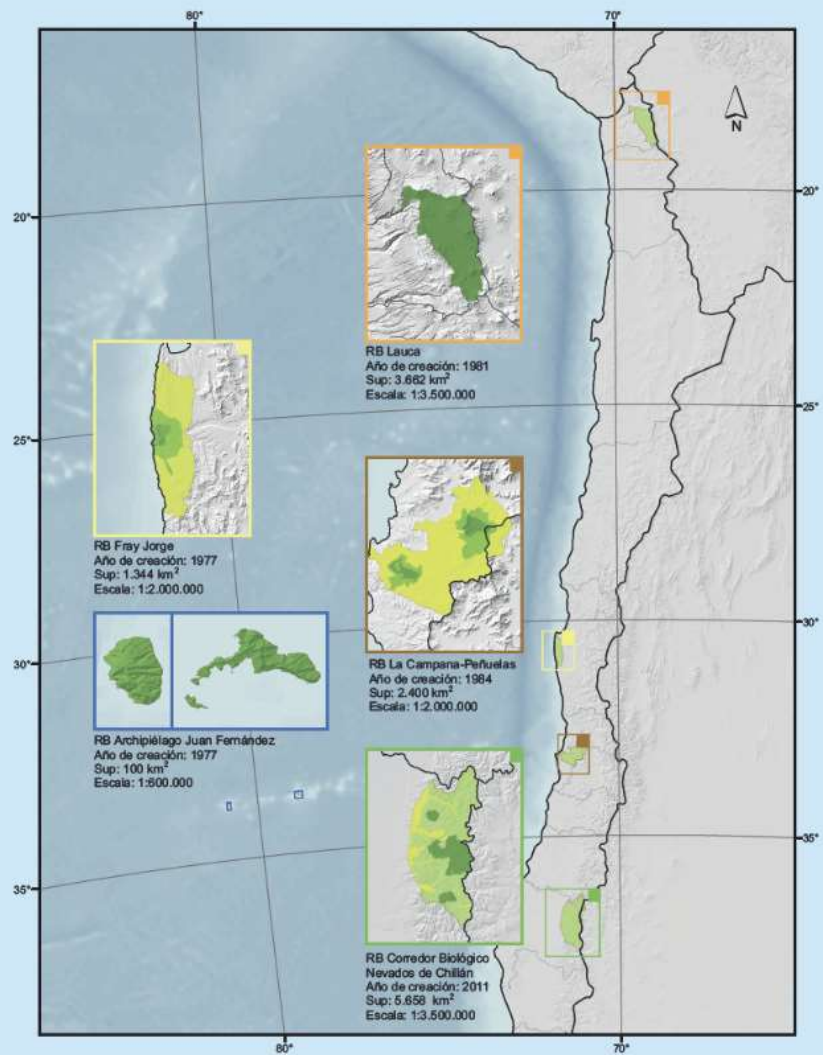 80°
70°
N
20°
20°
RB Lauca
Año de creación: 1981
Sup: 3.662 km²
Escala: 1:3.500.000
25°
25°
RB Fray Jorge
Año de creación: 1977
Sup: 1.344 km²
Escala: 1:2.000.000
30°
30°
RB La Campana-Peñuelas
Año de creación: 1984
Sup: 2.400 km²
Escala: 1:2.000.000
RB Archipiélago Juan Fernández
Año de creación: 1977
Sup: 100 km²
Escala: 1:600.000
35°
35°
RB Corredor Biológico
Nevados de Chillán
Año de creación: 2011
Sup: 5.658 km²
Escala: 1:3.500.000
80°
70°